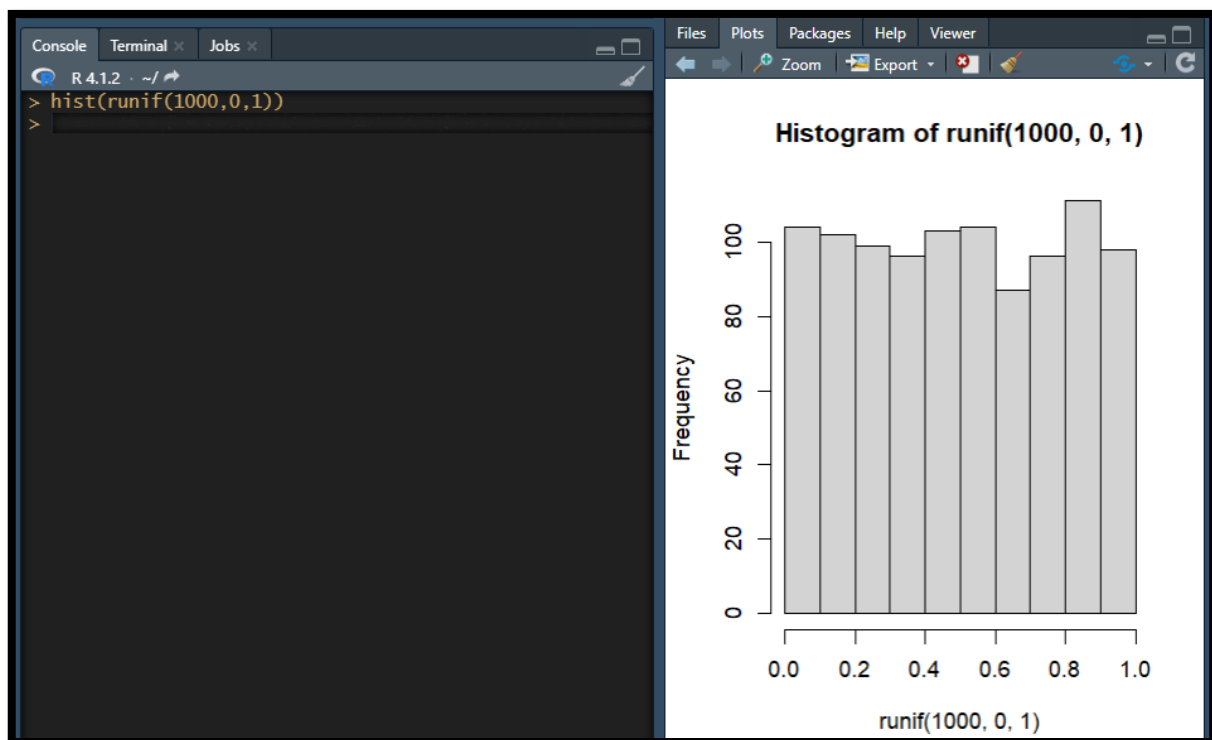 Console Terminal Jobs
R 4.1.2 · ~/
> hist(runif(1000,0,1))
>
Files Plots Packages Help Viewer
Zoom Export
Histogram of runif(1000, 0, 1)
Frequency
100
80
60
40
20
0
0.0 0.2 0.4 0.6 0.8 1.0
runif(1000, 0, 1)